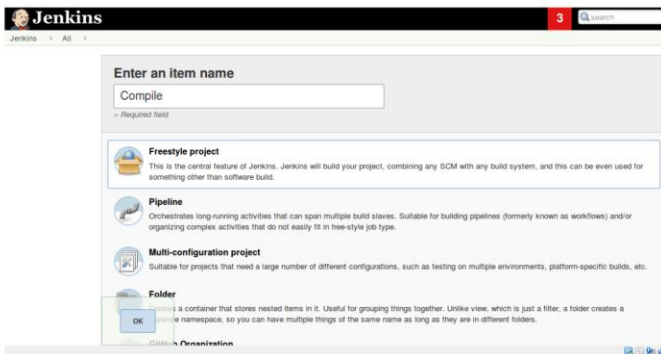 Jenkins
3
search
Jenkins
All
Enter an item name
Compile
» Required field
Freestyle project
This is the central feature of Jenkins. Jenkins will build your project, combining any SCM with any build system, and this can be even used for
something other than software build.
Pipeline
Orchestrates long-running activities that can span multiple build slaves. Suitable for building pipelines (formerly known as workflows) and/or
organizing complex activities that do not easily fit in free-style job type.
Multi-configuration project
Suitable for projects that need a large number of different configurations, such as testing on multiple environments, platform-specific builds, etc.
Folder
a container that stores nested items in it. Useful for grouping things together. Unlike view, which is just a filter, a folder creates a
namespace, so you can have multiple things of the same name as long as they are in different folders.
OK
GitHub Organization